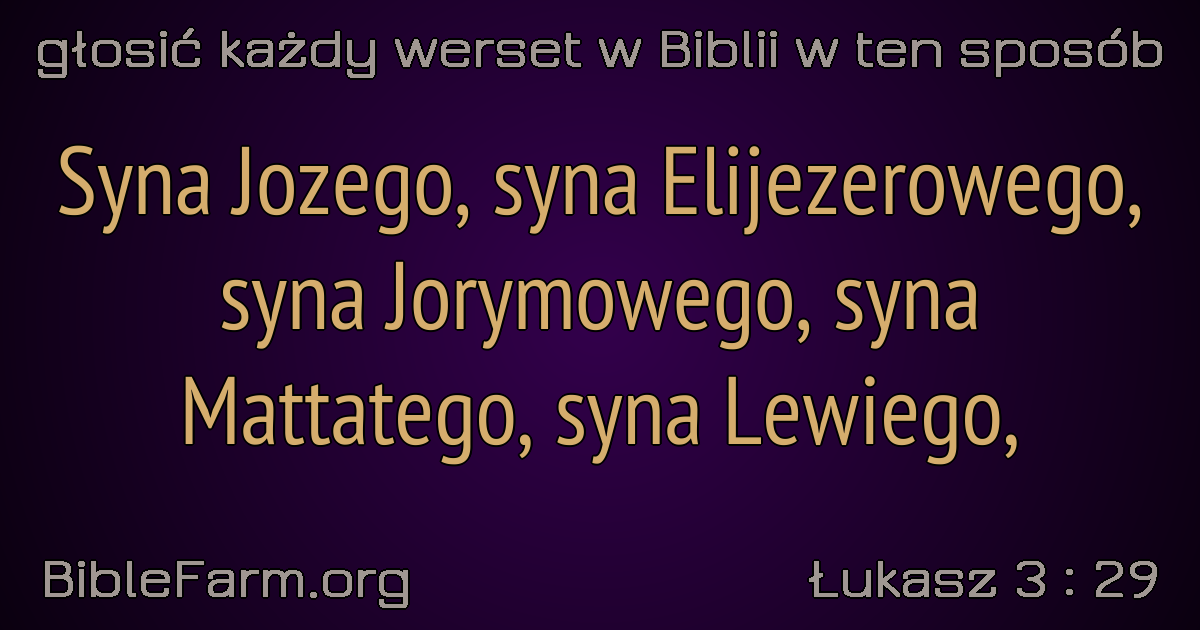 głosić każdy werset w Biblii w ten sposób
Syna Jozego, syna Elijezerowego,
syna Jorymowego, syna
Mattatego, syna Lewiego,
BibleFarm.org
Łukasz 3 : 29